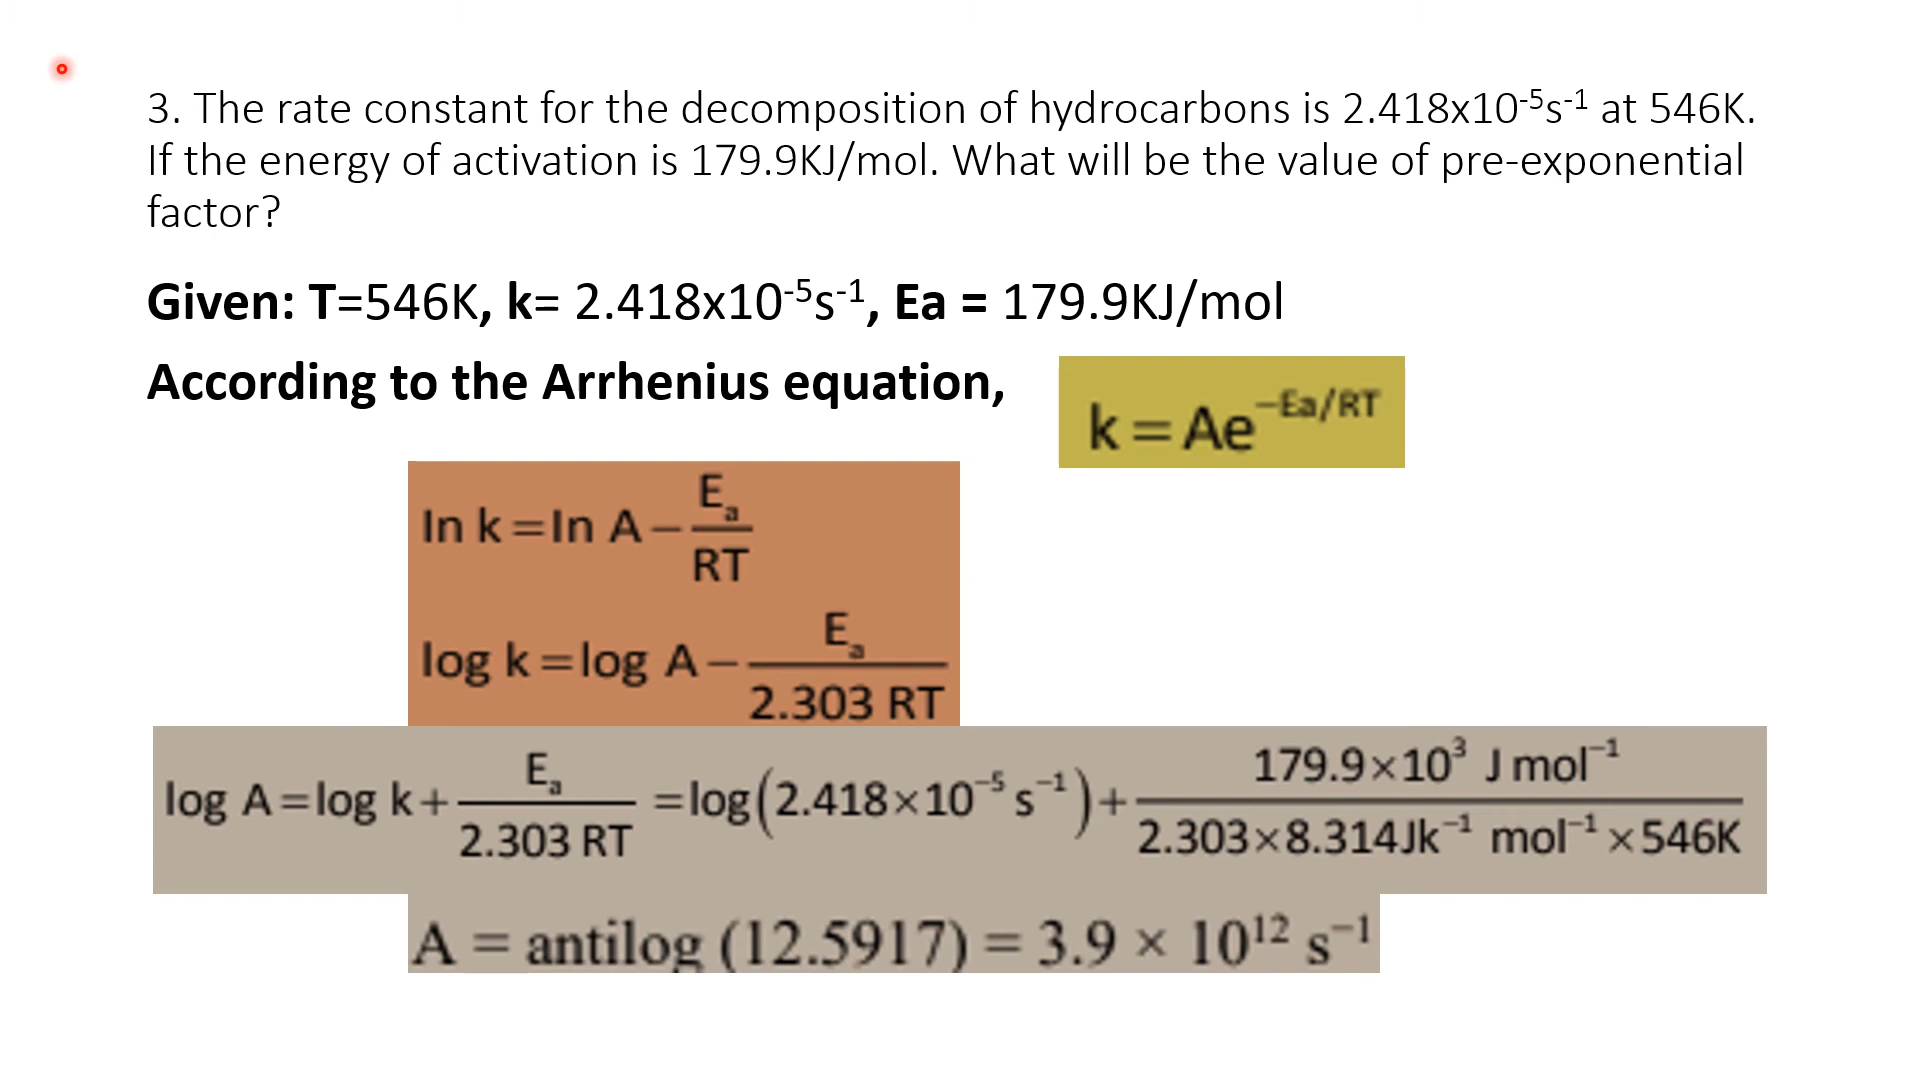 3. The rate constant for the decomposition of hydrocarbons is 2.418x10⁻⁵s⁻¹ at 546K.
If the energy of activation is 179.9KJ/mol. What will be the value of pre-exponential
factor?
Given: T=546K, k= 2.418x10⁻⁵s⁻¹, Ea = 179.9KJ/mol
According to the Arrhenius equation,
k = Ae^(−Ea/RT)
ln k = ln A − Eₐ/RT
log k = log A − Eₐ/2.303 RT
log A = log k + Eₐ/2.303 RT = log(2.418×10⁻⁵ s⁻¹) + 179.9×10³ J mol⁻¹/2.303×8.314Jk⁻¹ mol⁻¹ ×546K
A = antilog (12.5917) = 3.9 × 10¹² s⁻¹